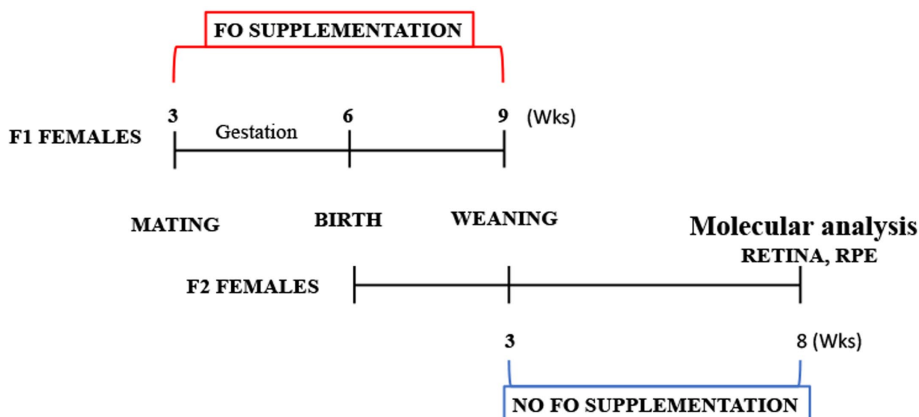 FO SUPPLEMENTATION
3 6 9 (Wks)
F1 FEMALES Gestation
MATING BIRTH WEANING
Molecular analysis
RETINA, RPE
F2 FEMALES
3 8 (Wks)
NO FO SUPPLEMENTATION